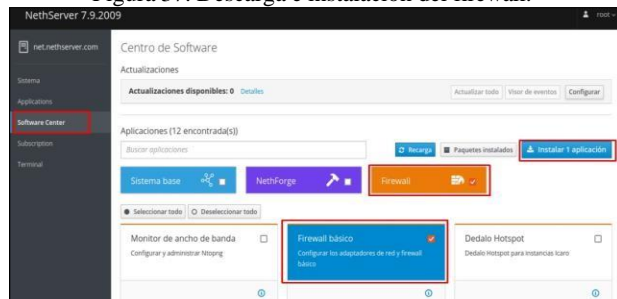 Figura 37. Descarga e instalación del firewall.
NethServer 7.9.2009
root
net.nethserver.com
Centro de Software
Actualizaciones
Sistema
Actualizaciones disponibles: 0 Detalles
Actualizar todo Visor de eventos Configurar
Applications
Software Center
Aplicaciones (12 encontrada(s))
Subscription
Buscar aplicaciones
Recarga
Paquetes instalados
Instalar 1 aplicación
Terminal
Sistema base
NethForge
Firewall
Seleccionar todo
Deseleccionar todo
Monitor de ancho de banda
Configurar y administrar Ntopng
Firewall básico
Configurar los adaptadores de red y firewall
básico
Dedalo Hotspot
Dedalo Hotspot para instancias Icaro